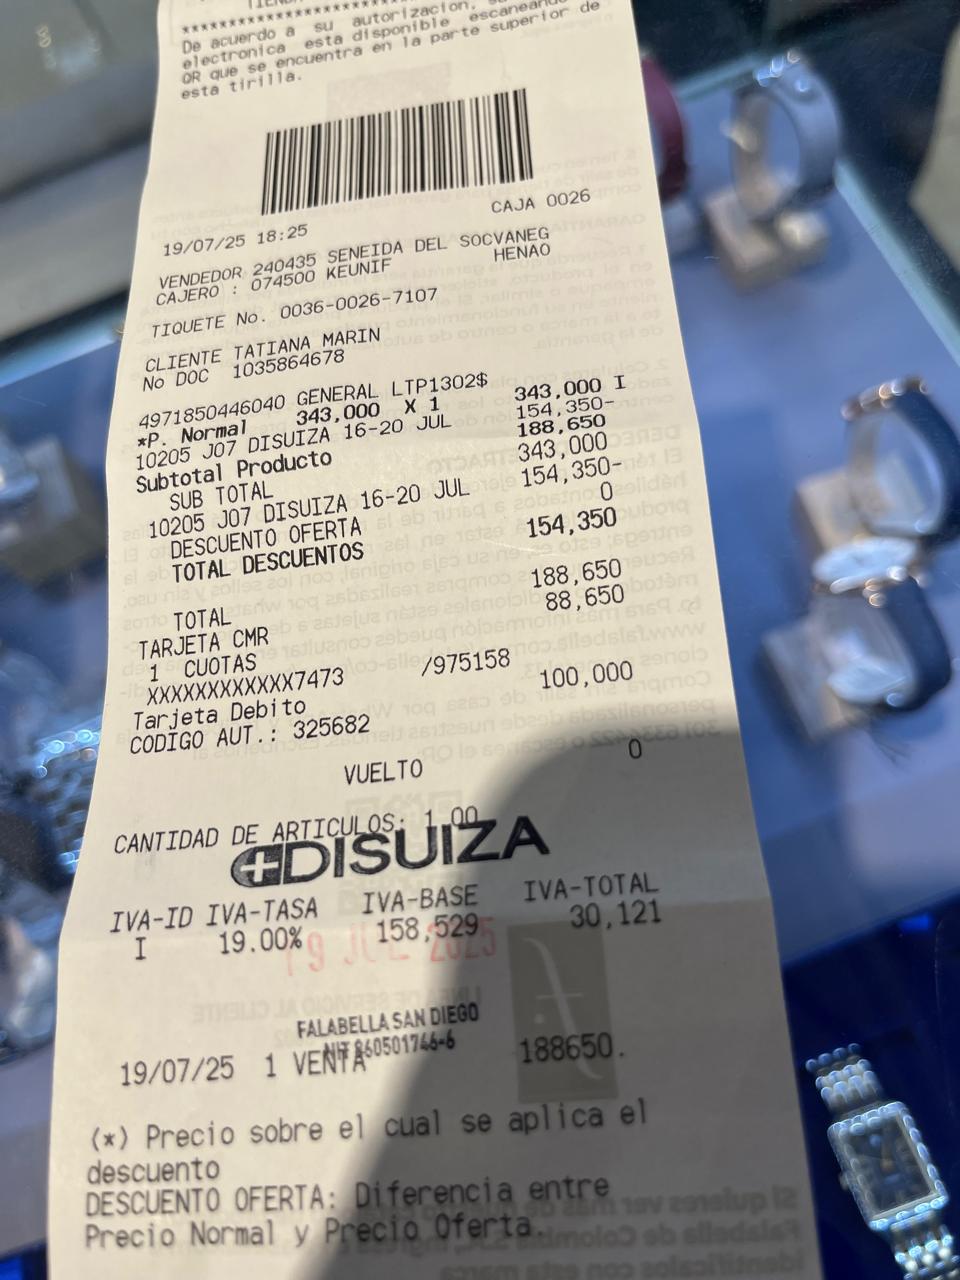 De acuerdo a su autorizacion,
electronica esta disponible escaneando
QR que se encuentra en la parte superior de
esta tirilla.
19/07/25 18:25 CAJA 0026
VENDEDOR 240435 SENEIDA DEL SOCVANEG
CAJERO : 074500 KEUNIF HENAO
TIQUETE No. 0036-0026-7107
CLIENTE TATIANA MARIN
No DOC 1035864678
4971850446040 GENERAL LTP1302$ 343,000 I
*P. Normal 343,000 X 1
10205 J07 DISUIZA 16-20 JUL 154,350-
Subtotal Producto 188,650
SUB TOTAL 343,000
10205 J07 DISUIZA 16-20 JUL 154,350-
DESCUENTO OFERTA 0
TOTAL DESCUENTOS 154,350
TOTAL 188,650
TARJETA CMR 88,650
1 CUOTAS
XXXXXXXXXXXX7473 /975158
Tarjeta Debito 100,000
CODIGO AUT.: 325682
VUELTO 0
CANTIDAD DE ARTICULOS: 1.00
DISUIZA
IVA-ID IVA-TASA IVA-BASE IVA-TOTAL
I 19.00% 158,529 30,121
19 JUL 2025
FALABELLA SAN DIEGO
NIT 860501746-6
19/07/25 1 VENTA 188650.
(*) Precio sobre el cual se aplica el
descuento
DESCUENTO OFERTA: Diferencia entre
Precio Normal y Precio Oferta.